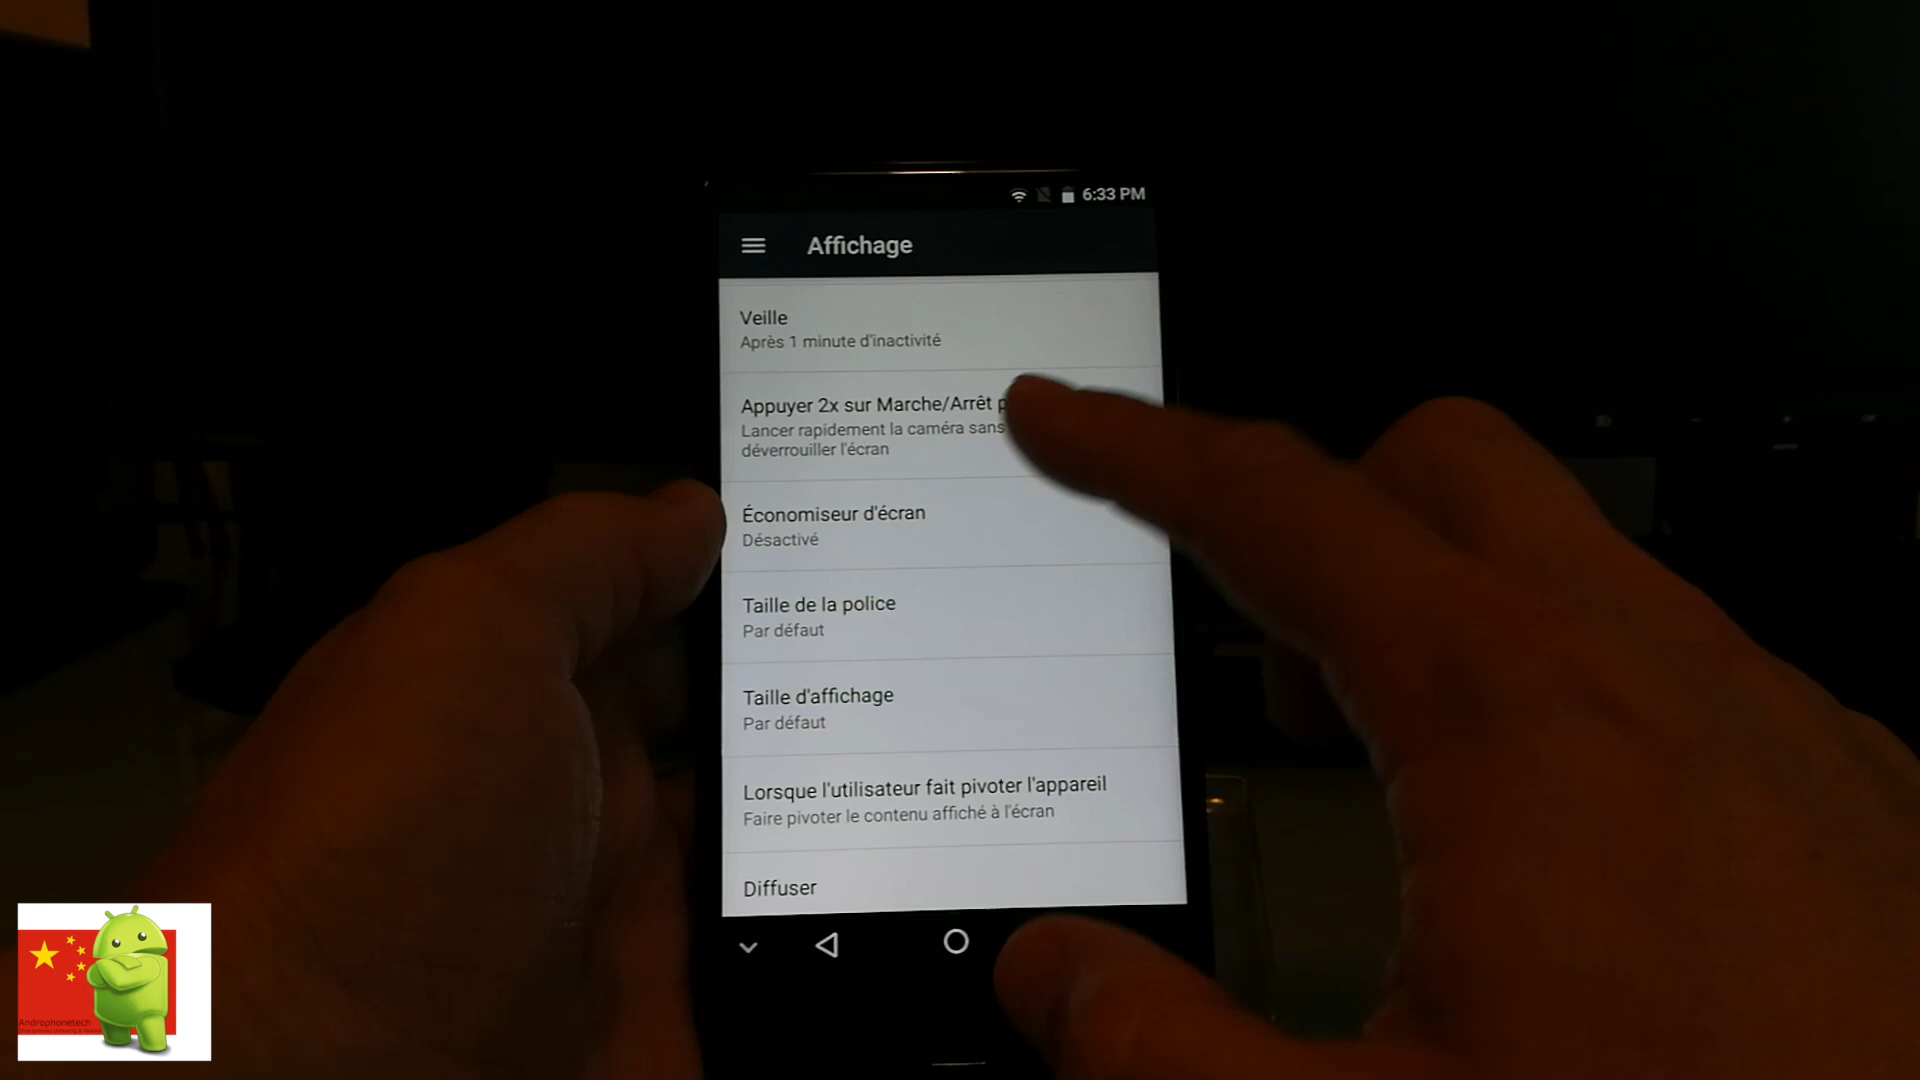 6:33 PM
Affichage
Veille
Après 1 minute d'inactivité
Appuyer 2x sur Marche/Arrêt
Lancer rapidement la caméra sans
déverrouiller l'écran
Économiseur d'écran
Désactivé
Taille de la police
Par défaut
Taille d'affichage
Par défaut
Lorsque l'utilisateur fait pivoter l'appareil
Faire pivoter le contenu affiché à l'écran
Diffuser
Androphonetech